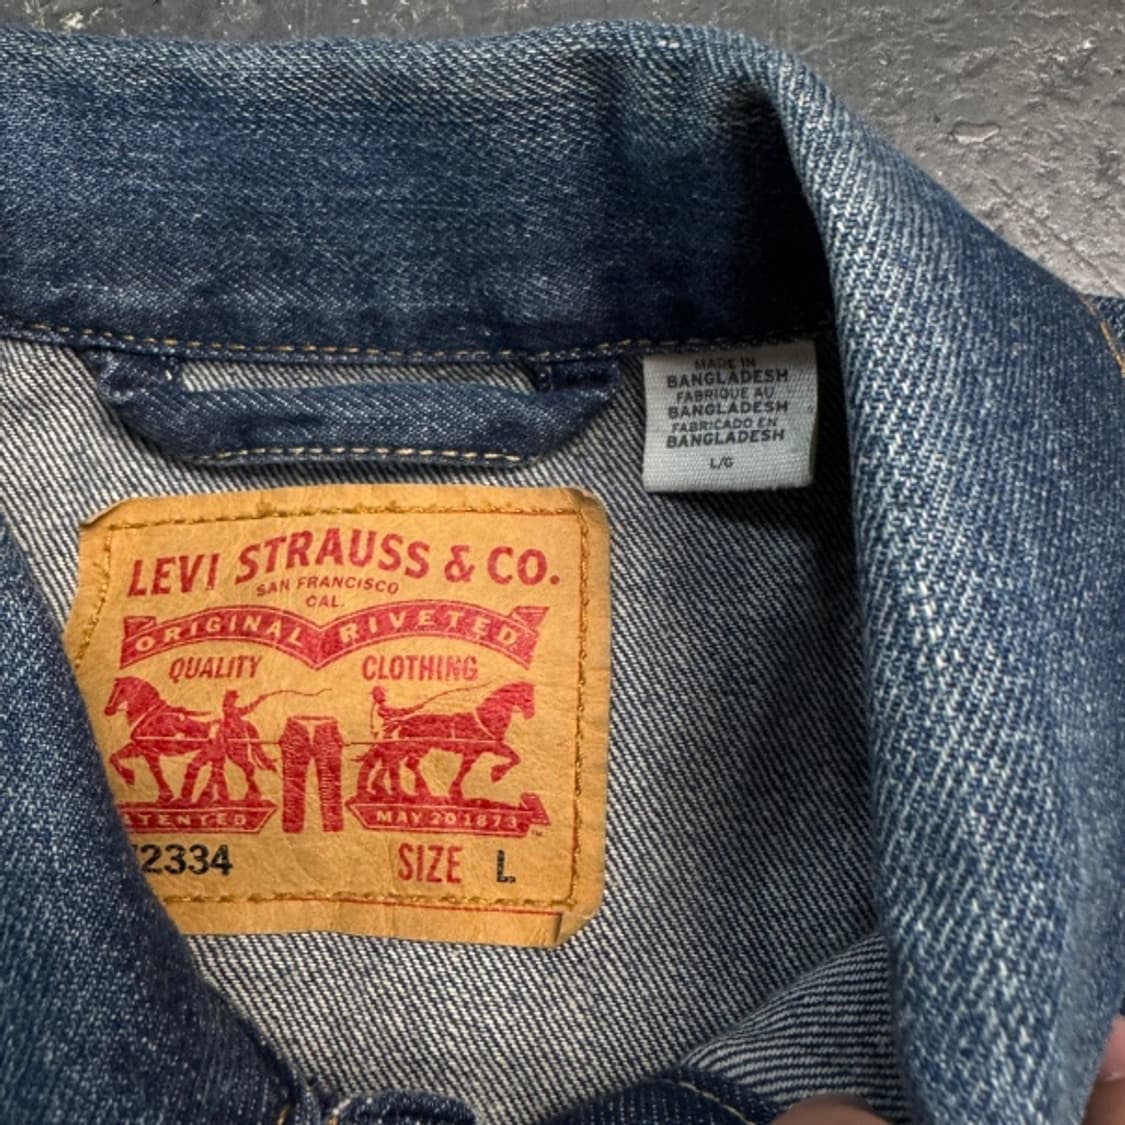 MADE IN
BANGLADESH
FABRIQUE AU
BANGLADESH
FABRICADO EN
BANGLADESH
L/G
LEVI STRAUSS & CO.
SAN FRANCISCO
CAL.
ORIGINAL RIVETED
QUALITY CLOTHING
ATENTED MAY 20 1873 ™
2334 SIZE L